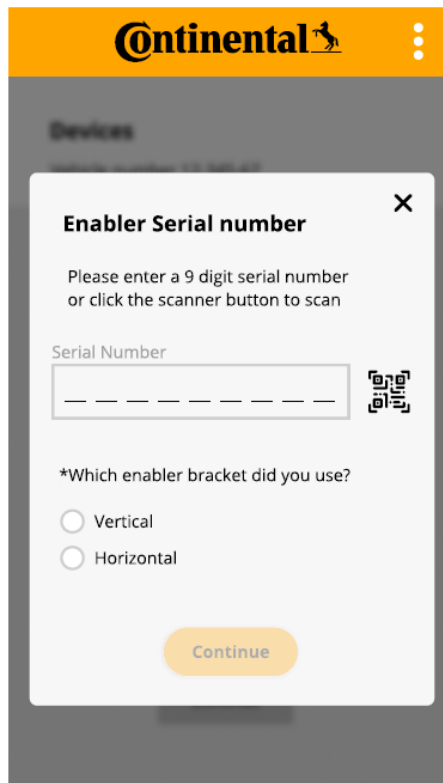 Continental
Devices
Enabler Serial number
Please enter a 9 digit serial number
or click the scanner button to scan
Serial Number
_ _ _ _ _ _ _ _ _
*Which enabler bracket did you use?
Vertical
Horizontal
Continue